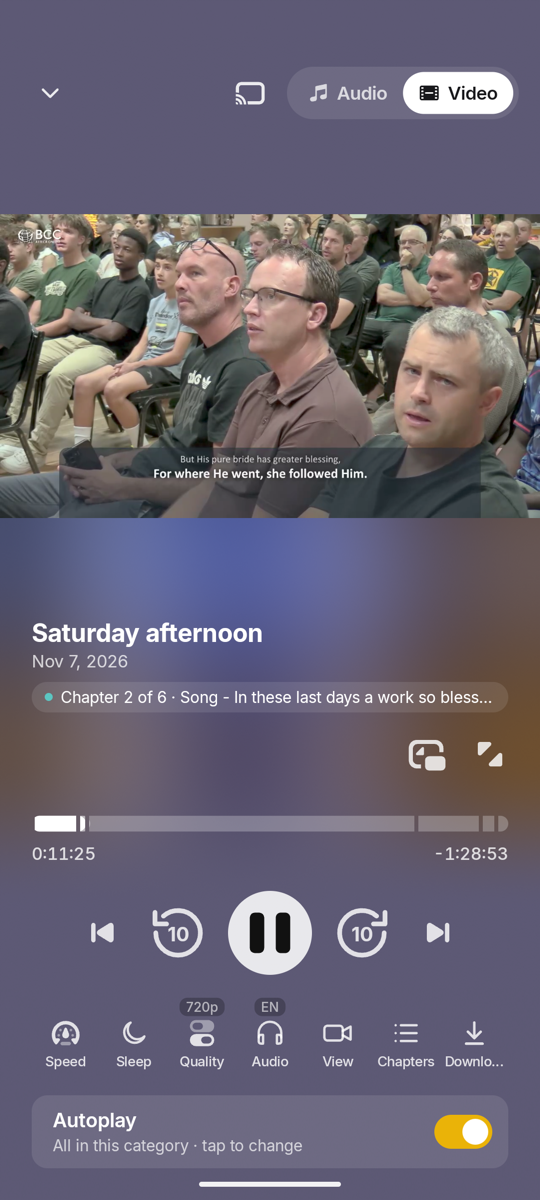 Audio
Video
BCC
But His pure bride has greater blessing,
For where He went, she followed Him.
Saturday afternoon
Nov 7, 2026
Chapter 2 of 6 · Song - In these last days a work so bless...
0:11:25
-1:28:53
10
10
720p
EN
Speed
Sleep
Quality
Audio
View
Chapters
Downlo...
Autoplay
All in this category · tap to change